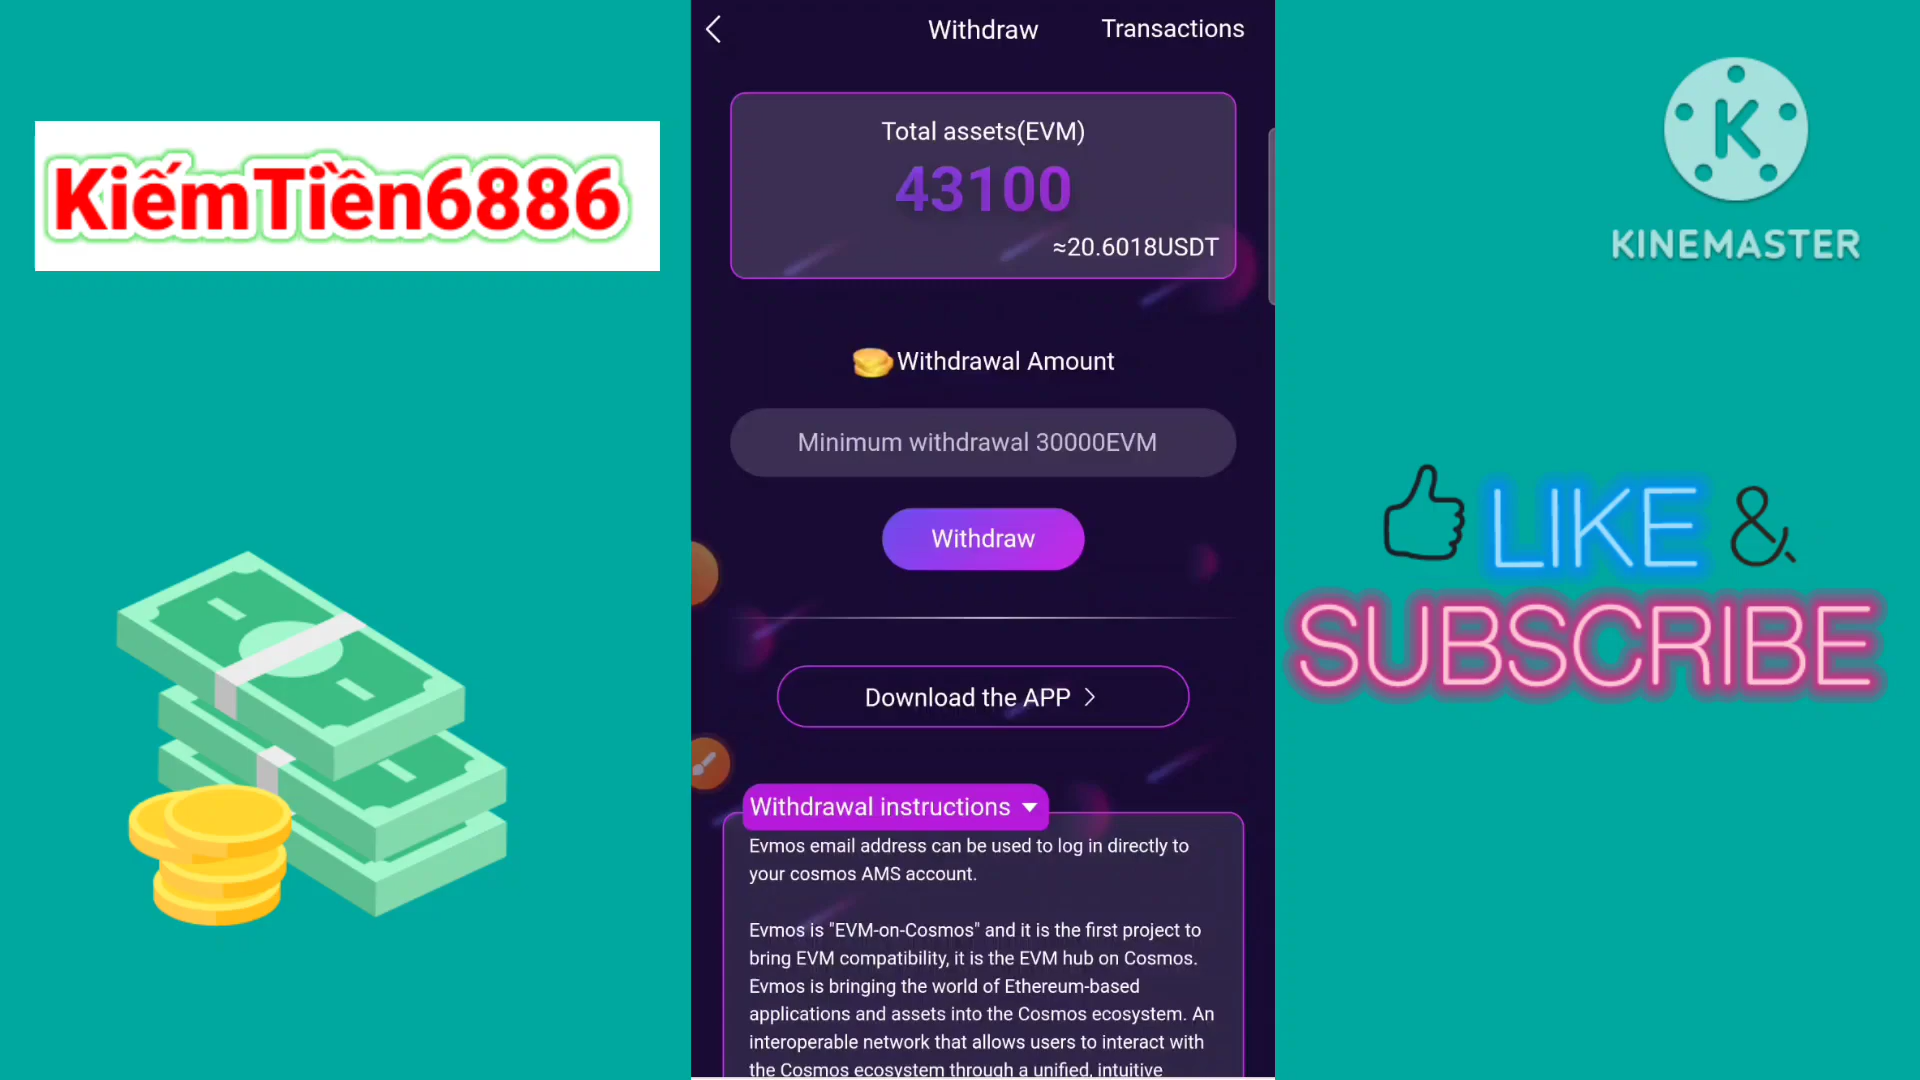 Withdraw
Transactions
KiếmTiền6886
K
KINEMASTER
Total assets(EVM)
43100
≈20.6018USDT
Withdrawal Amount
Minimum withdrawal 30000EVM
Withdraw
LIKE &
SUBSCRIBE
Download the APP >
Withdrawal instructions
Evmos email address can be used to log in directly to
your cosmos AMS account.
Evmos is "EVM-on-Cosmos" and it is the first project to
bring EVM compatibility, it is the EVM hub on Cosmos.
Evmos is bringing the world of Ethereum-based
applications and assets into the Cosmos ecosystem. An
interoperable network that allows users to interact with
the Cosmos ecosystem through a unified, intuitive